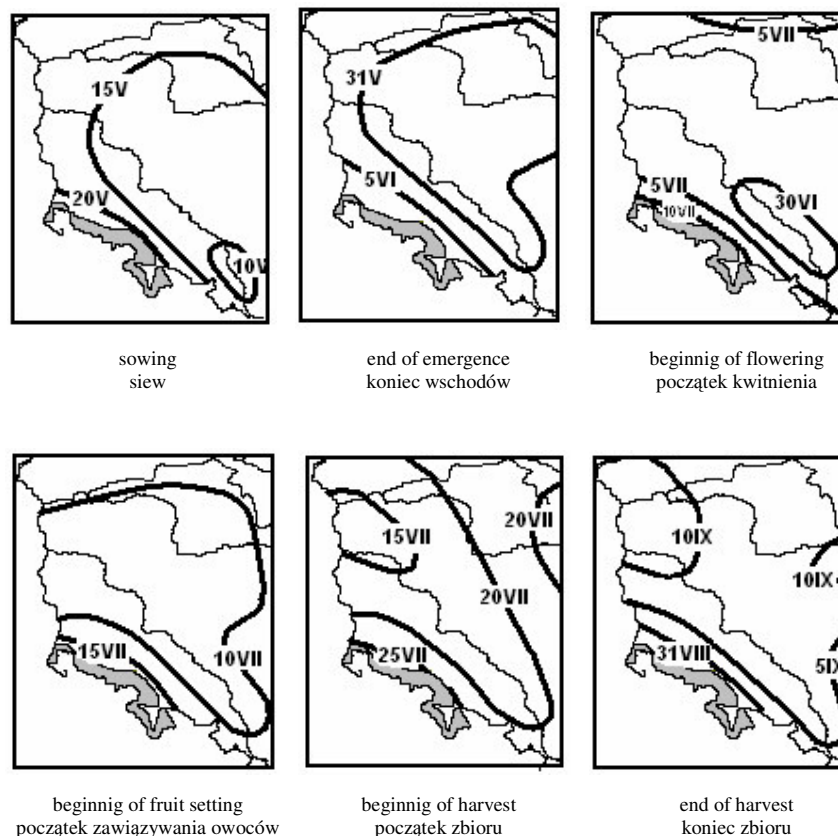 15V
20V
10V
sowing
siew
31V
5VI
end of emergence
koniec wschodów
5VII
5VII
10VII
30VI
beginnig of flowering
początek kwitnienia
15VII
10VII
beginnig of fruit setting
początek zawiązywania owoców
15VII
20VII
20VII
25VII
beginnig of harvest
początek zbioru
10IX
10IX
31VIII
5IX
end of harvest
koniec zbioru